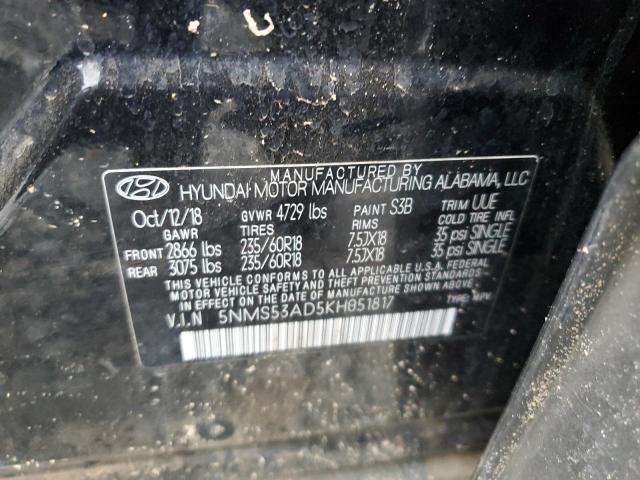 MANUFACTURED BY
HYUNDAI MOTOR MANUFACTURING ALABAMA, LLC
Oct/12/18 GVWR 4729 lbs PAINT S3B TRIM UUE
GAWR TIRES RIMS COLD TIRE INFL
FRONT 2866 lbs 235/60R18 7.5JX18 35 psi SINGLE
REAR 3075 lbs 235/60R18 7.5JX18 35 psi SINGLE
THIS VEHICLE CONFORMS TO ALL APPLICABLE U.S.A. FEDERAL
MOTOR VEHICLE SAFETY AND THEFT PREVENTION STANDARDS
IN EFFECT ON THE DATE OF MANUFACTURE SHOWN ABOVE.
V.I.N 5NMS53AD5KH051817 TYPE: MPV